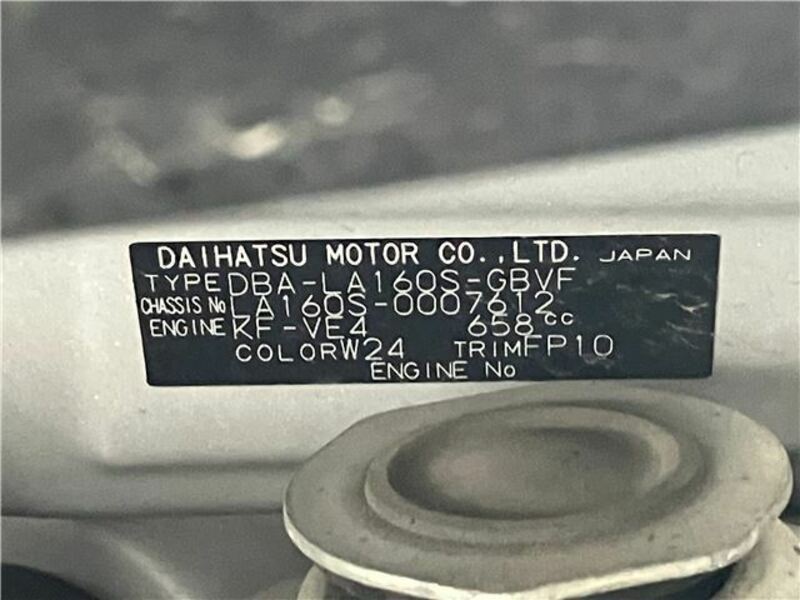 DAIHATSU MOTOR CO.,LTD. JAPAN
TYPE DBA-LA160S-GBVF
CHASSIS No LA160S-0007612
ENGINE KF-VE4 658cc
COLOR W24 TRIM FP10
ENGINE No